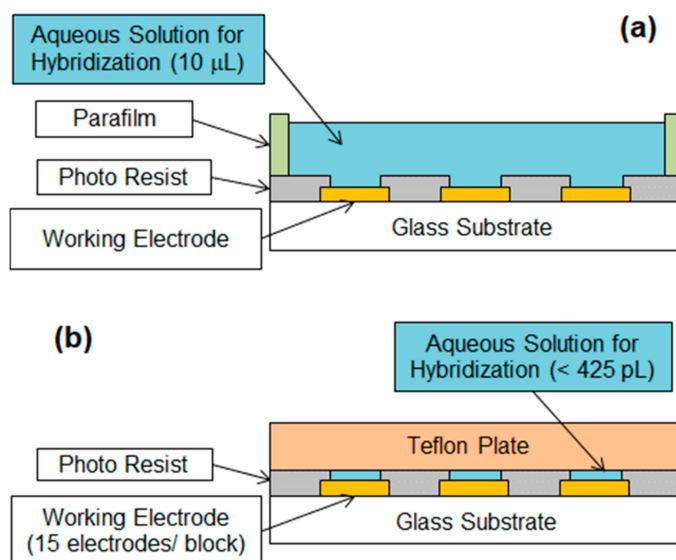 (a)
Aqueous Solution for
Hybridization (10 μL)
Parafilm
Photo Resist
Working Electrode
Glass Substrate
(b)
Aqueous Solution for
Hybridization (< 425 pL)
Teflon Plate
Photo Resist
Working Electrode
(15 electrodes/ block)
Glass Substrate